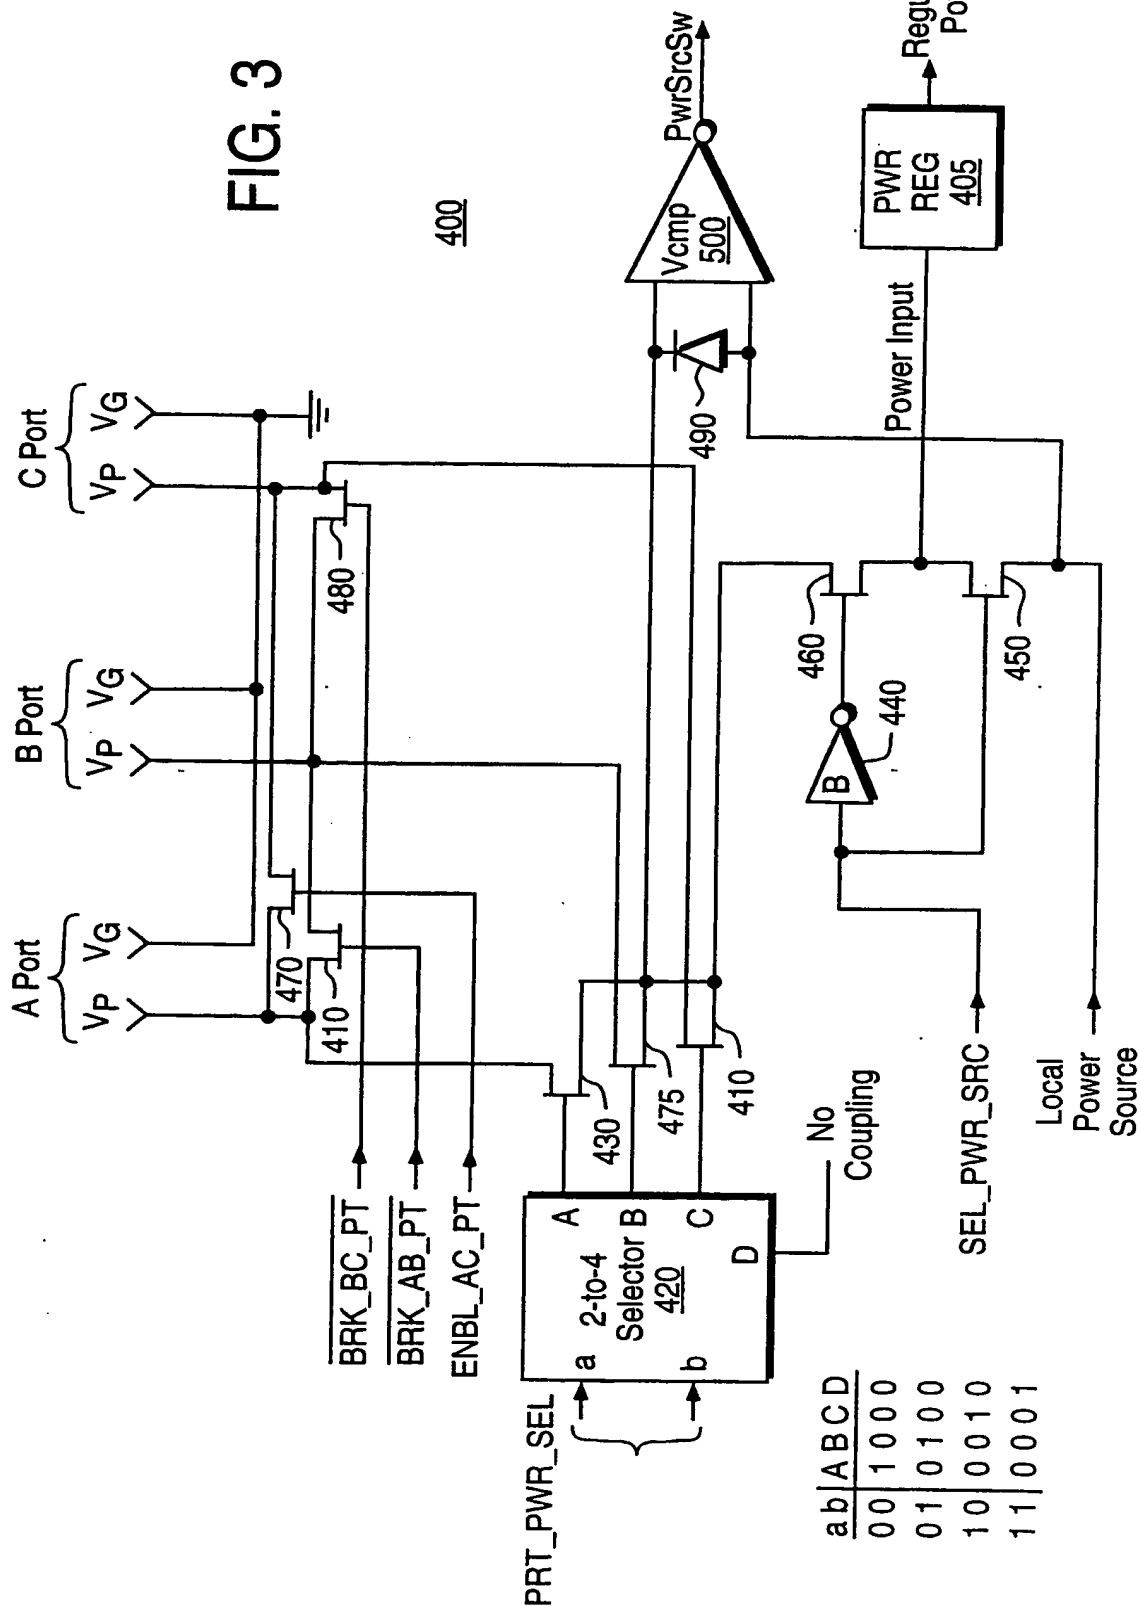 FIG. 3
400
A Port
VP
VG
B Port
VP
VG
C Port
VP
VG
470
410
480
BRK_BC_PT
BRK_AB_PT
ENBL_AC_PT
PRT_PWR_SEL
a
b
2-to-4
Selector
420
A
B
C
D
No
Coupling
430
475
410
490
Vcmp
500
PwrSrcSw
SEL_PWR_SRC
B
440
460
450
Local
Power
Source
Power Input
PWR
REG
405
ab ABCD
00 1000
01 0100
10 0010
11 0001